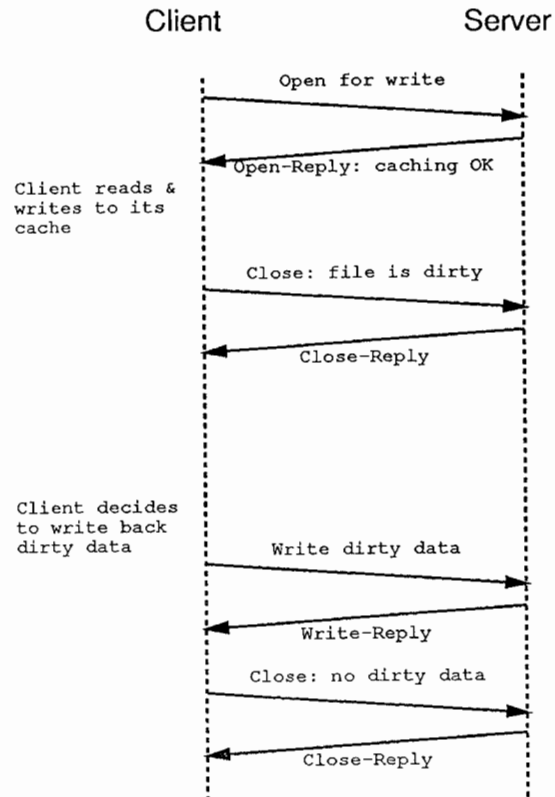 Client
Server
Open for write
Open-Reply: caching OK
Client reads &
writes to its
cache
Close: file is dirty
Close-Reply
Client decides
to write back
dirty data
Write dirty data
Write-Reply
Close: no dirty data
Close-Reply